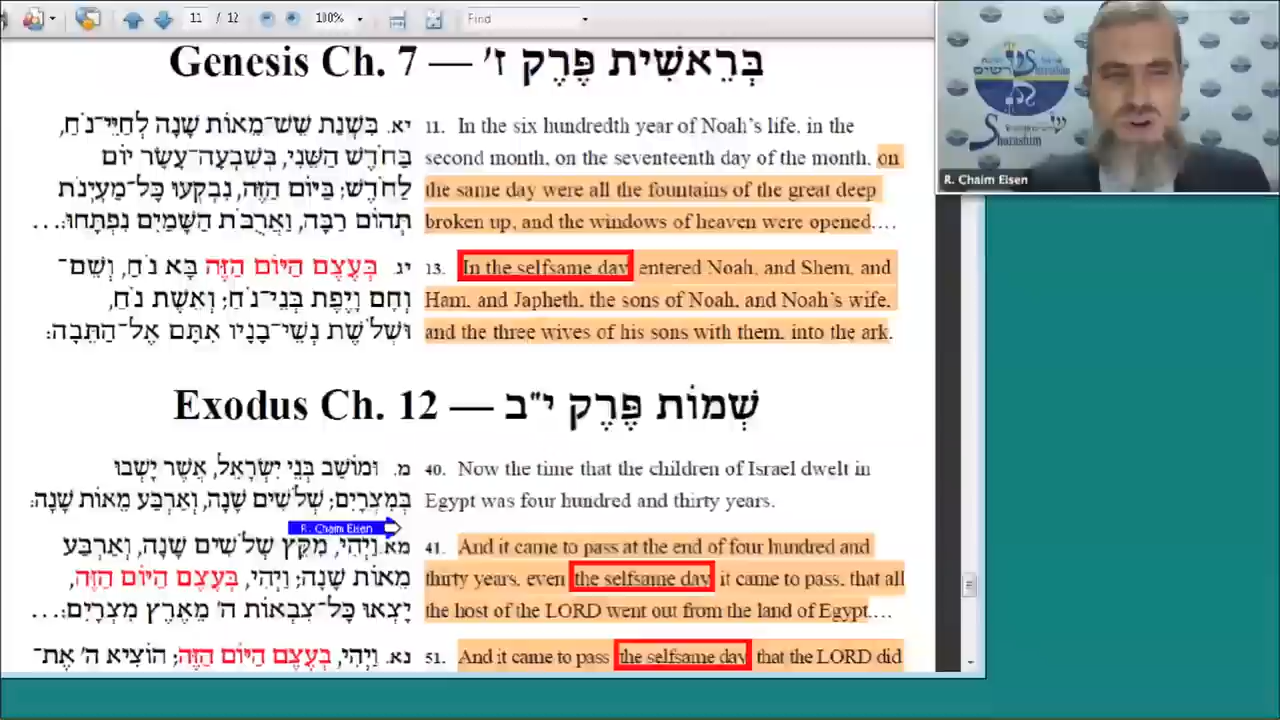 11 / 12
100%
Find
Genesis Ch. 7 — בְּרֵאשִׁית פֶּרֶק ז׳
יא. בִּשְׁנַת שֵׁשׁ־מֵאוֹת שָׁנָה לְחַיֵּי־נֹחַ,
בַּחֹדֶשׁ הַשֵּׁנִי, בְּשִׁבְעָה־עָשָׂר יוֹם
לַחֹדֶשׁ; בַּיּוֹם הַזֶּה, נִבְקְעוּ כָּל־מַעְיְנֹת
תְּהוֹם רַבָּה, וַאֲרֻבֹּת הַשָּׁמַיִם נִפְתָּחוּ....
11. In the six hundredth year of Noah's life, in the
second month, on the seventeenth day of the month, on
the same day were all the fountains of the great deep
broken up, and the windows of heaven were opened....
יג. בְּעֶצֶם הַיּוֹם הַזֶּה בָּא נֹחַ, וְשֵׁם־
וְחָם וָיֶפֶת בְּנֵי־נֹחַ; וְאֵשֶׁת נֹחַ,
וּשְׁלֹשֶׁת נְשֵׁי־בָנָיו אִתָּם אֶל־הַתֵּבָה:
13. In the selfsame day entered Noah, and Shem, and
Ham, and Japheth, the sons of Noah, and Noah's wife,
and the three wives of his sons with them, into the ark.
Exodus Ch. 12 — שְׁמוֹת פֶּרֶק י״ב
מ. וּמוֹשַׁב בְּנֵי יִשְׂרָאֵל, אֲשֶׁר יָשְׁבוּ
בְּמִצְרָיִם; שְׁלֹשִׁים שָׁנָה, וְאַרְבַּע מֵאוֹת שָׁנָה:
40. Now the time that the children of Israel dwelt in
Egypt was four hundred and thirty years.
R. Chaim Eisen
מא. וַיְהִי, מִקֵּץ שְׁלֹשִׁים שָׁנָה, וְאַרְבַּע
מֵאוֹת שָׁנָה; וַיְהִי, בְּעֶצֶם הַיּוֹם הַזֶּה,
יָצְאוּ כָּל־צִבְאוֹת ה׳ מֵאֶרֶץ מִצְרָיִם:...
41. And it came to pass at the end of four hundred and
thirty years, even the selfsame day it came to pass, that all
the host of the LORD went out from the land of Egypt....
נא. וַיְהִי, בְּעֶצֶם הַיּוֹם הַזֶּה; הוֹצִיא ה׳ אֶת־
51. And it came to pass the selfsame day that the LORD did
Shorashim
R. Chaim Eisen